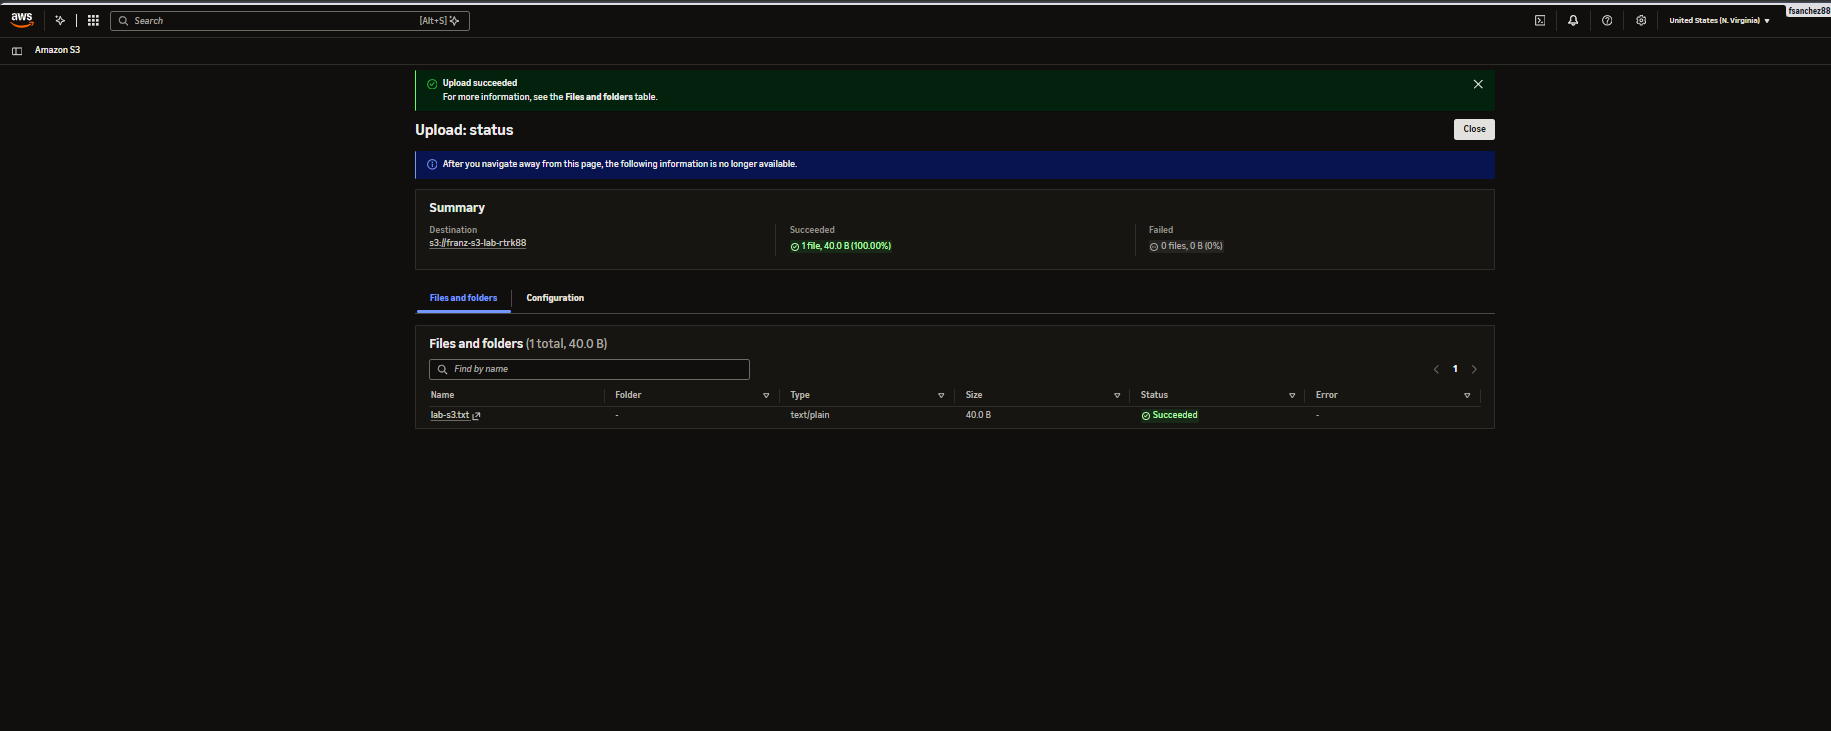 aws
Search
[Alt+S]
United States (N. Virginia)
fsanchez88
Amazon S3
Upload succeeded
For more information, see the Files and folders table.
Upload: status
Close
After you navigate away from this page, the following information is no longer available.
Summary
Destination
s3://franz-s3-lab-rtrk88
Succeeded
1 file, 40.0 B (100.00%)
Failed
0 files, 0 B (0%)
Files and folders
Configuration
Files and folders (1 total, 40.0 B)
Find by name
1
Name Folder Type Size Status Error
lab-s3.txt - text/plain 40.0 B Succeeded -